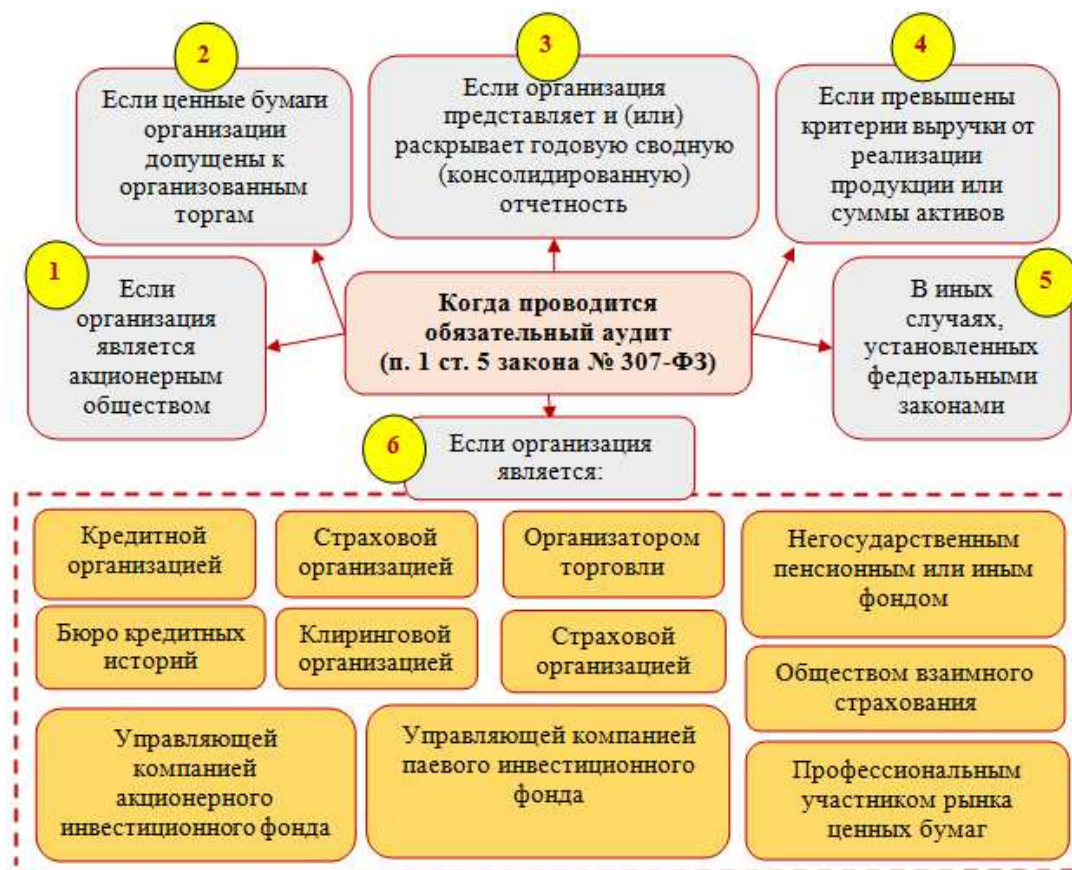 2
Если ценные бумаги
организации
допущены к
организованным
торгам
3
Если организация
представляет и (или)
раскрывает годовую сводную
(консолидированную)
отчетность
4
Если превышены
критерии выручки от
реализации
продукции или
суммы активов
1
Если
организация
является
акционерным
обществом
Когда проводится
обязательный аудит
(п. 1 ст. 5 закона № 307-ФЗ)
5
В иных
случаях,
установленных
федеральными
законами
6
Если организация
является:
Кредитной
организацией
Страховой
организацией
Организатором
торговли
Негосударственным
пенсионным или иным
фондом
Бюро кредитных
историй
Клиринговой
организацией
Страховой
организацией
Обществом взаимного
страхования
Управляющей
компанией
акционерного
инвестиционного фонда
Управляющей компанией
паевого инвестиционного
фонда
Профессиональным
участником рынка
ценных бумаг